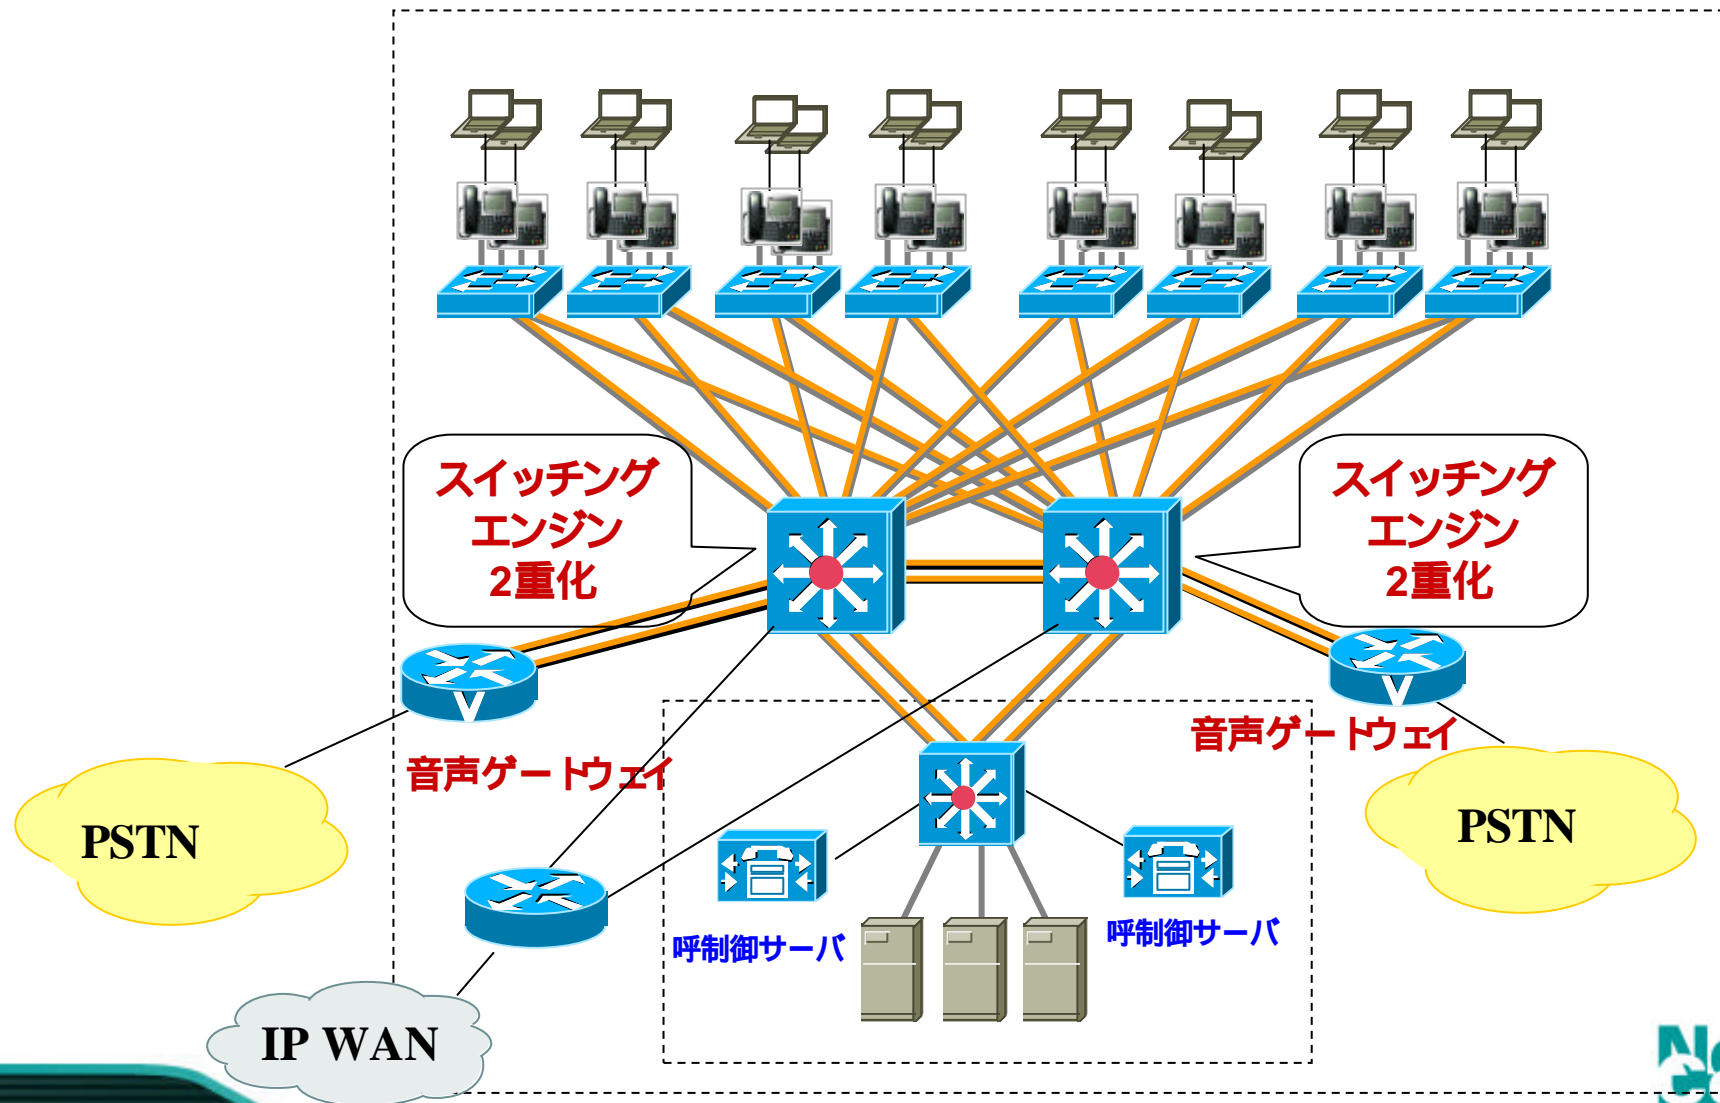 スイッチング
エンジン
2重化
スイッチング
エンジン
2重化
V
V
音声ゲートウェイ
音声ゲートウェイ
PSTN
PSTN
呼制御サーバ
呼制御サーバ
IP WAN